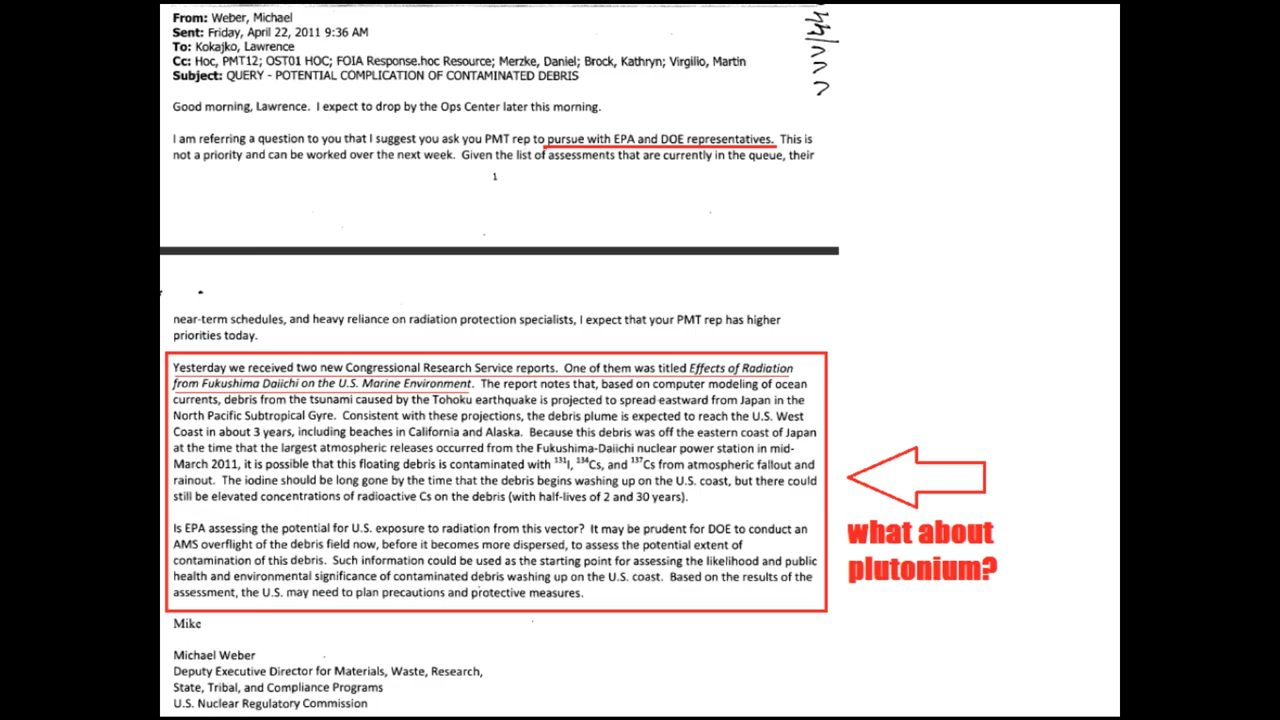 From: Weber, Michael
Sent: Friday, April 22, 2011 9:36 AM
To: Kokajko, Lawrence
Cc: Hoc, PMT12; OST01 HOC; FOIA Response.hoc Resource; Merzke, Daniel; Brock, Kathryn; Virgilio, Martin
Subject: QUERY - POTENTIAL COMPLICATION OF CONTAMINATED DEBRIS
Good morning, Lawrence. I expect to drop by the Ops Center later this morning.
I am referring a question to you that I suggest you ask you PMT rep to pursue with EPA and DOE representatives. This is
not a priority and can be worked over the next week. Given the list of assessments that are currently in the queue, their
1
near-term schedules, and heavy reliance on radiation protection specialists, I expect that your PMT rep has higher
priorities today.
Yesterday we received two new Congressional Research Service reports. One of them was titled Effects of Radiation
from Fukushima Daiichi on the U.S. Marine Environment. The report notes that, based on computer modeling of ocean
currents, debris from the tsunami caused by the Tohoku earthquake is projected to spread eastward from Japan in the
North Pacific Subtropical Gyre. Consistent with these projections, the debris plume is expected to reach the U.S. West
Coast in about 3 years, including beaches in California and Alaska. Because this debris was off the eastern coast of Japan
at the time that the largest atmospheric releases occurred from the Fukushima-Daiichi nuclear power station in mid-
March 2011, it is possible that this floating debris is contaminated with ¹³¹I, ¹³⁴Cs, and ¹³⁷Cs from atmospheric fallout and
rainout. The iodine should be long gone by the time that the debris begins washing up on the U.S. coast, but there could
still be elevated concentrations of radioactive Cs on the debris (with half-lives of 2 and 30 years).
Is EPA assessing the potential for U.S. exposure to radiation from this vector? It may be prudent for DOE to conduct an
AMS overflight of the debris field now, before it becomes more dispersed, to assess the potential extent of
contamination of this debris. Such information could be used as the starting point for assessing the likelihood and public
health and environmental significance of contaminated debris washing up on the U.S. coast. Based on the results of the
assessment, the U.S. may need to plan precautions and protective measures.
what about
plutonium?
Mike
Michael Weber
Deputy Executive Director for Materials, Waste, Research,
State, Tribal, and Compliance Programs
U.S. Nuclear Regulatory Commission